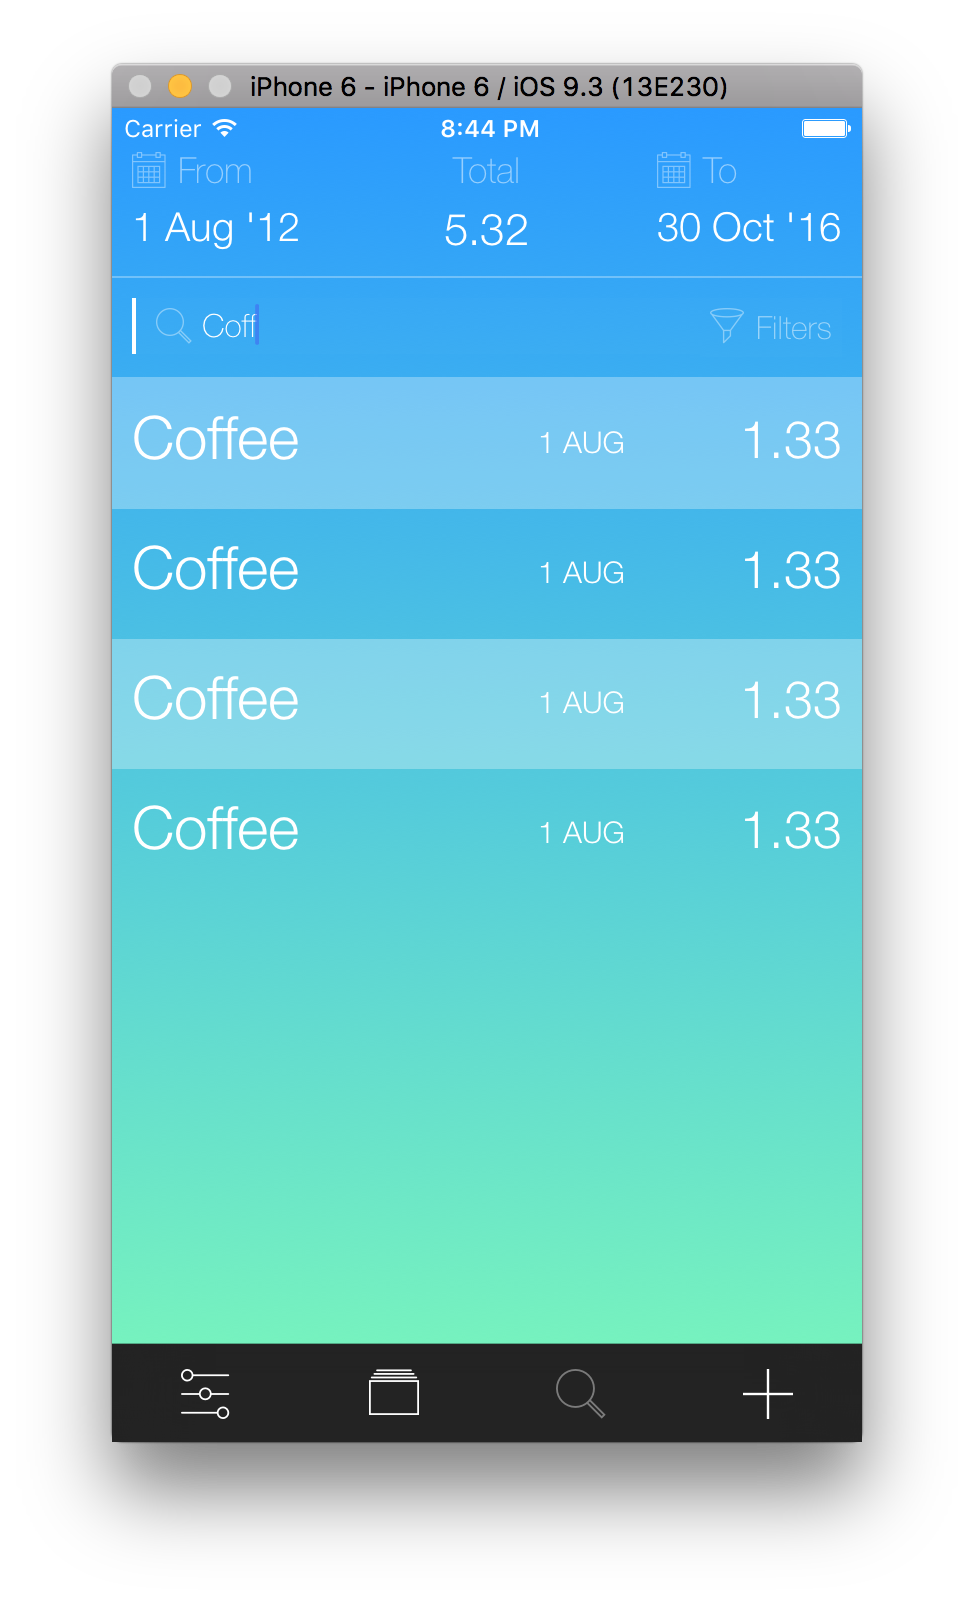 iPhone 6 - iPhone 6 / iOS 9.3 (13E230)
Carrier 8:44 PM
From Total To
1 Aug '12 5.32 30 Oct '16
Coff Filters
Coffee 1 AUG 1.33
Coffee 1 AUG 1.33
Coffee 1 AUG 1.33
Coffee 1 AUG 1.33